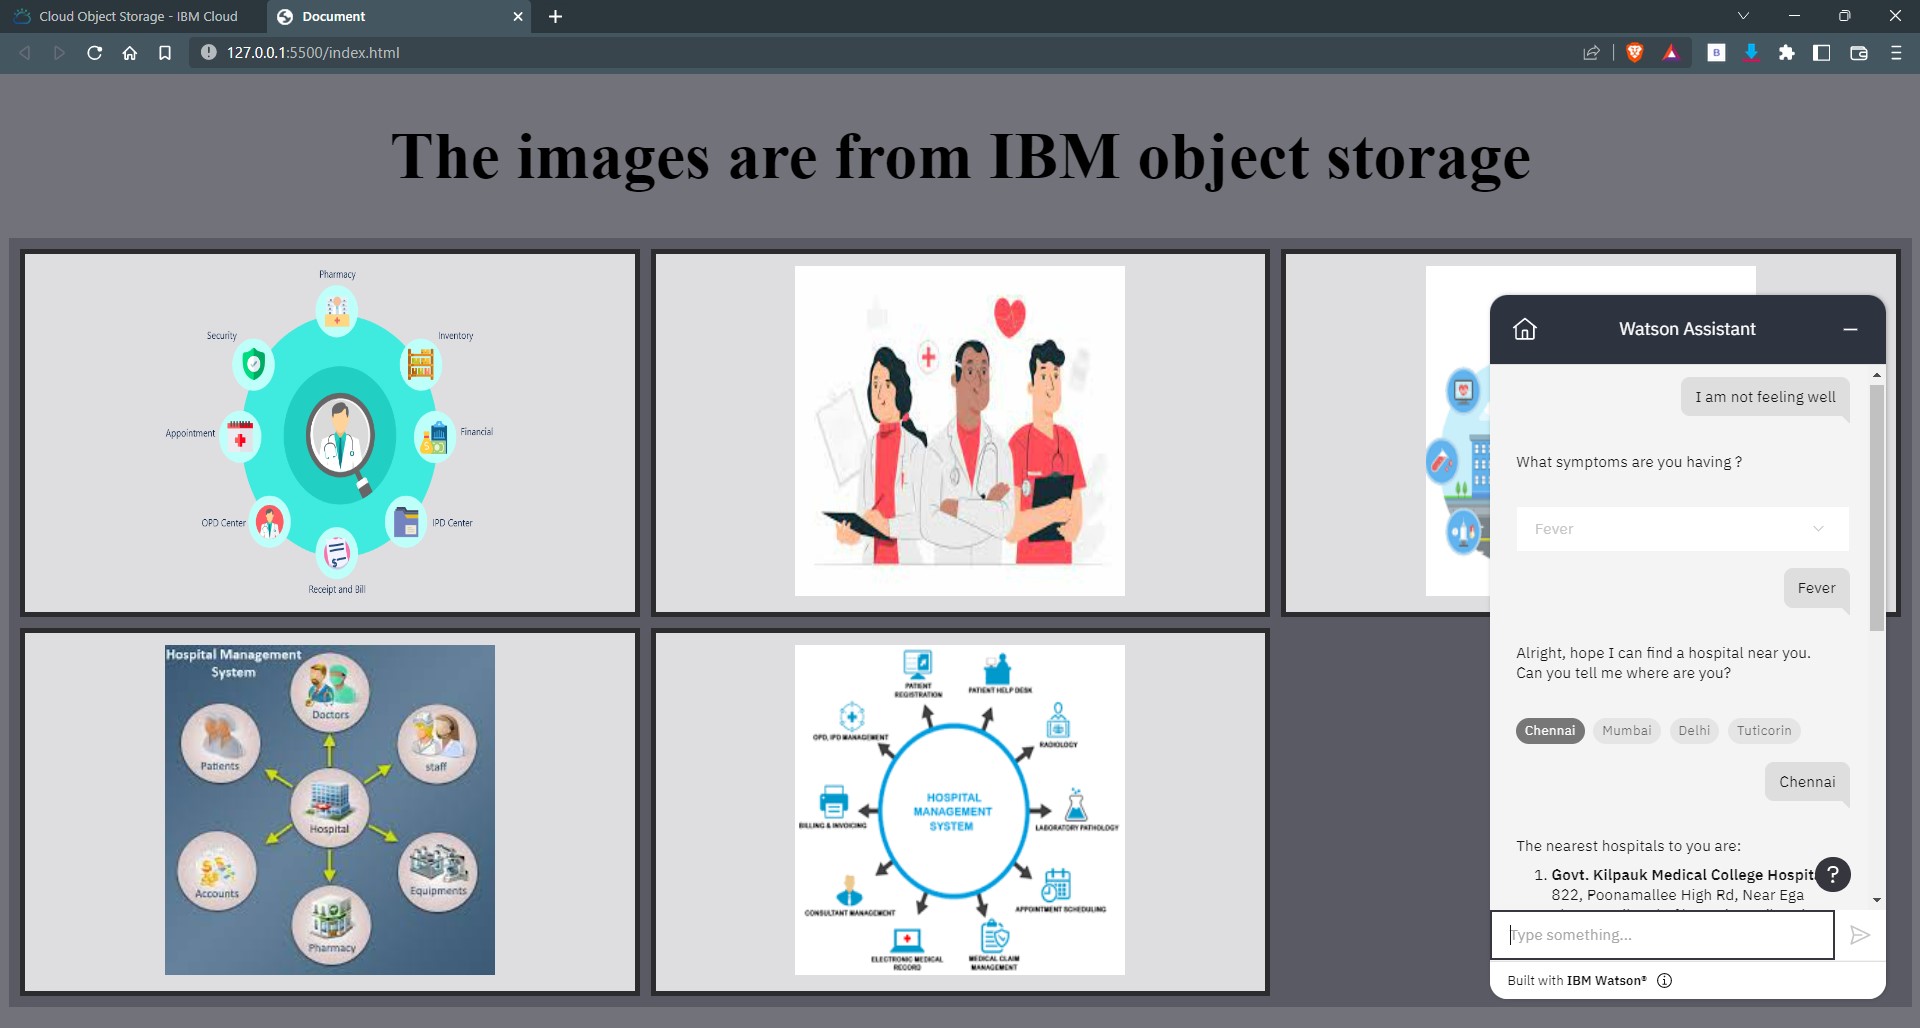 Cloud Object Storage - IBM Cloud
Document
127.0.0.1:5500/index.html
The images are from IBM object storage
Pharmacy
Security
Inventory
Appointment
Financial
OPD Center
IPD Center
Receipt and Bill
Hospital Management
System
Doctors
Patients
staff
Hospital
Accounts
Equipments
Pharmacy
PATIENT
REGISTRATION
PATIENT HELP DESK
OPD, IPD MANAGEMENT
RADIOLOGY
HOSPITAL
MANAGEMENT
SYSTEM
BILLING & INVOICING
LABORATORY PATHOLOGY
CONSULTANT MANAGEMENT
APPOINTMENT SCHEDULING
ELECTRONIC MEDICAL
RECORD
MEDICAL CLAIM
MANAGEMENT
Watson Assistant
I am not feeling well
What symptoms are you having ?
Fever
Fever
Alright, hope I can find a hospital near you.
Can you tell me where are you?
Chennai Mumbai Delhi Tuticorin
Chennai
The nearest hospitals to you are:
1. Govt. Kilpauk Medical College
822, Poonamallee High Rd, Near Ega
?
Type something...
Built with IBM Watson®